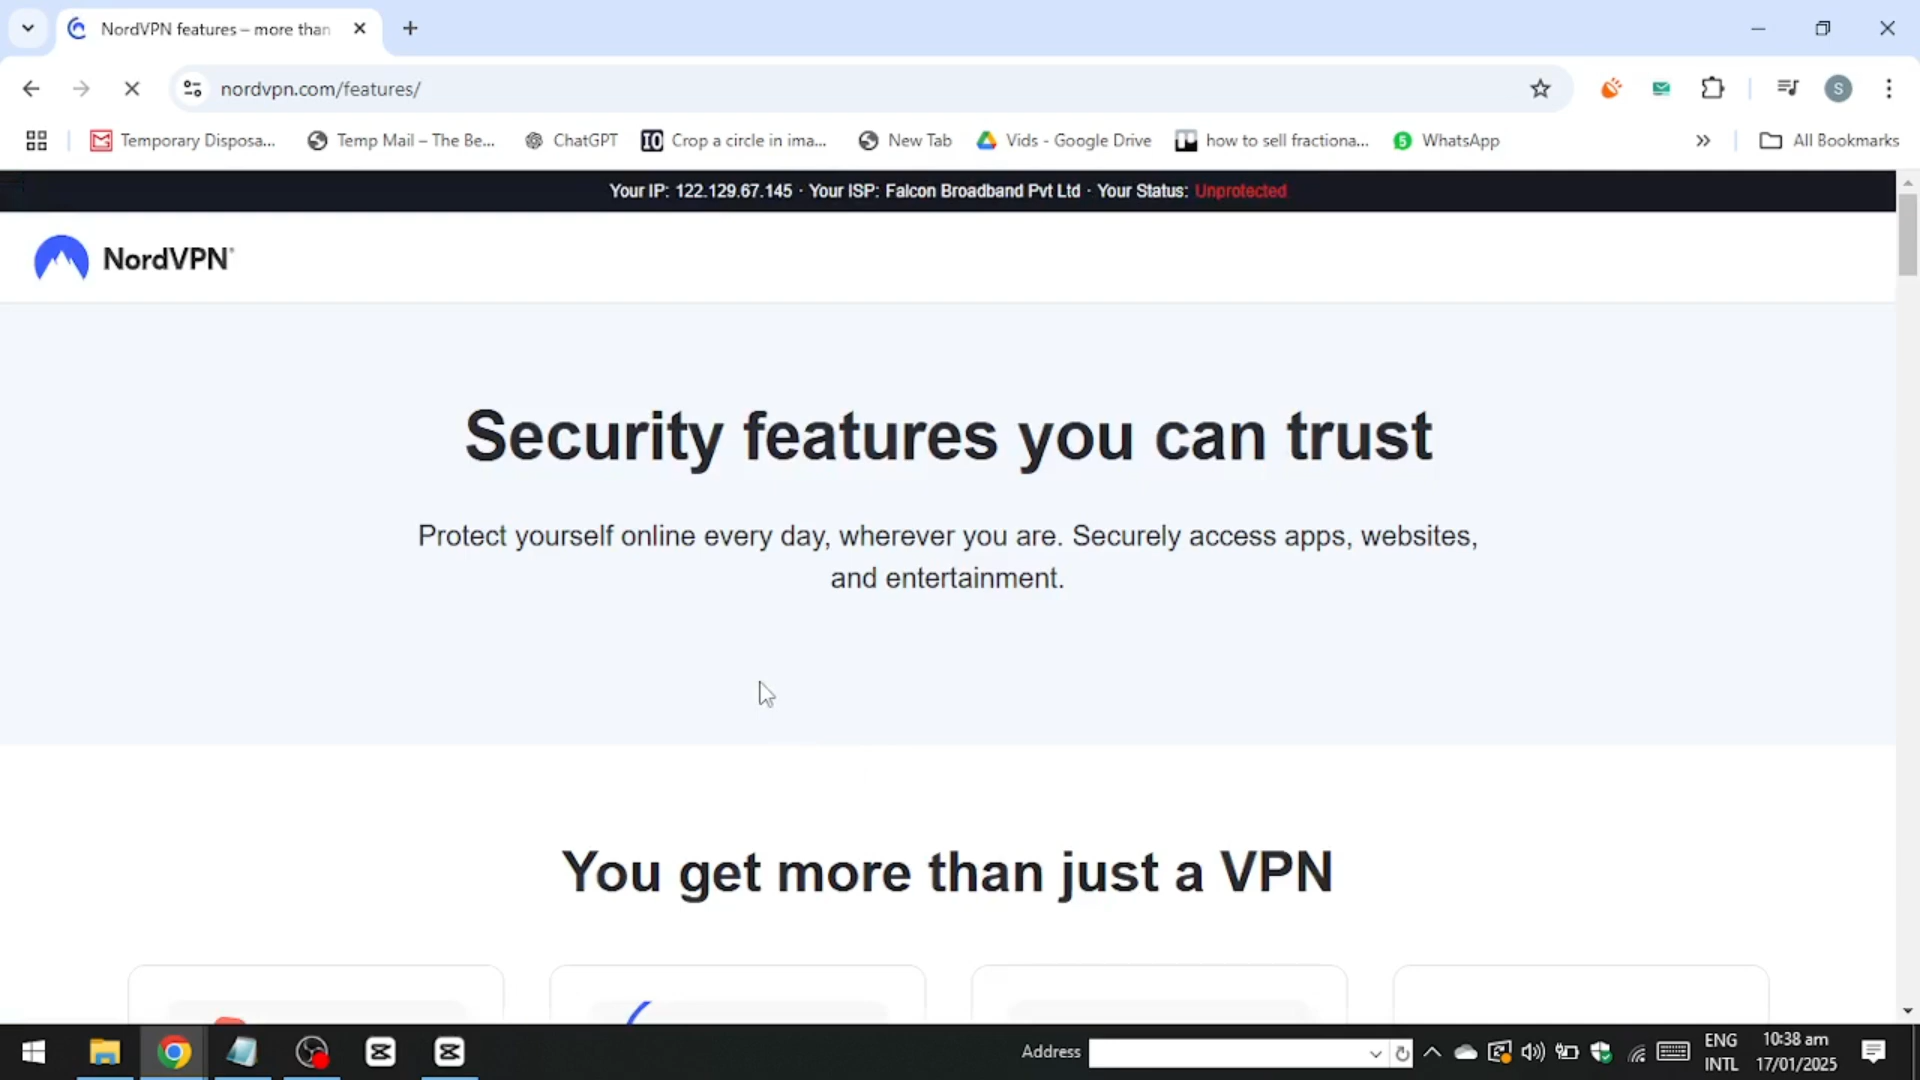 NordVPN features – more than
nordvpn.com/features/
S
Temporary Disposa...
Temp Mail – The Be...
ChatGPT
Crop a circle in ima...
New Tab
Vids - Google Drive
how to sell fractiona...
WhatsApp
All Bookmarks
Your IP: 122.129.67.145 · Your ISP: Falcon Broadband Pvt Ltd · Your Status: Unprotected
NordVPN®
Security features you can trust
Protect yourself online every day, wherever you are. Securely access apps, websites,
and entertainment.
You get more than just a VPN
Address
ENG
INTL
10:38 am
17/01/2025